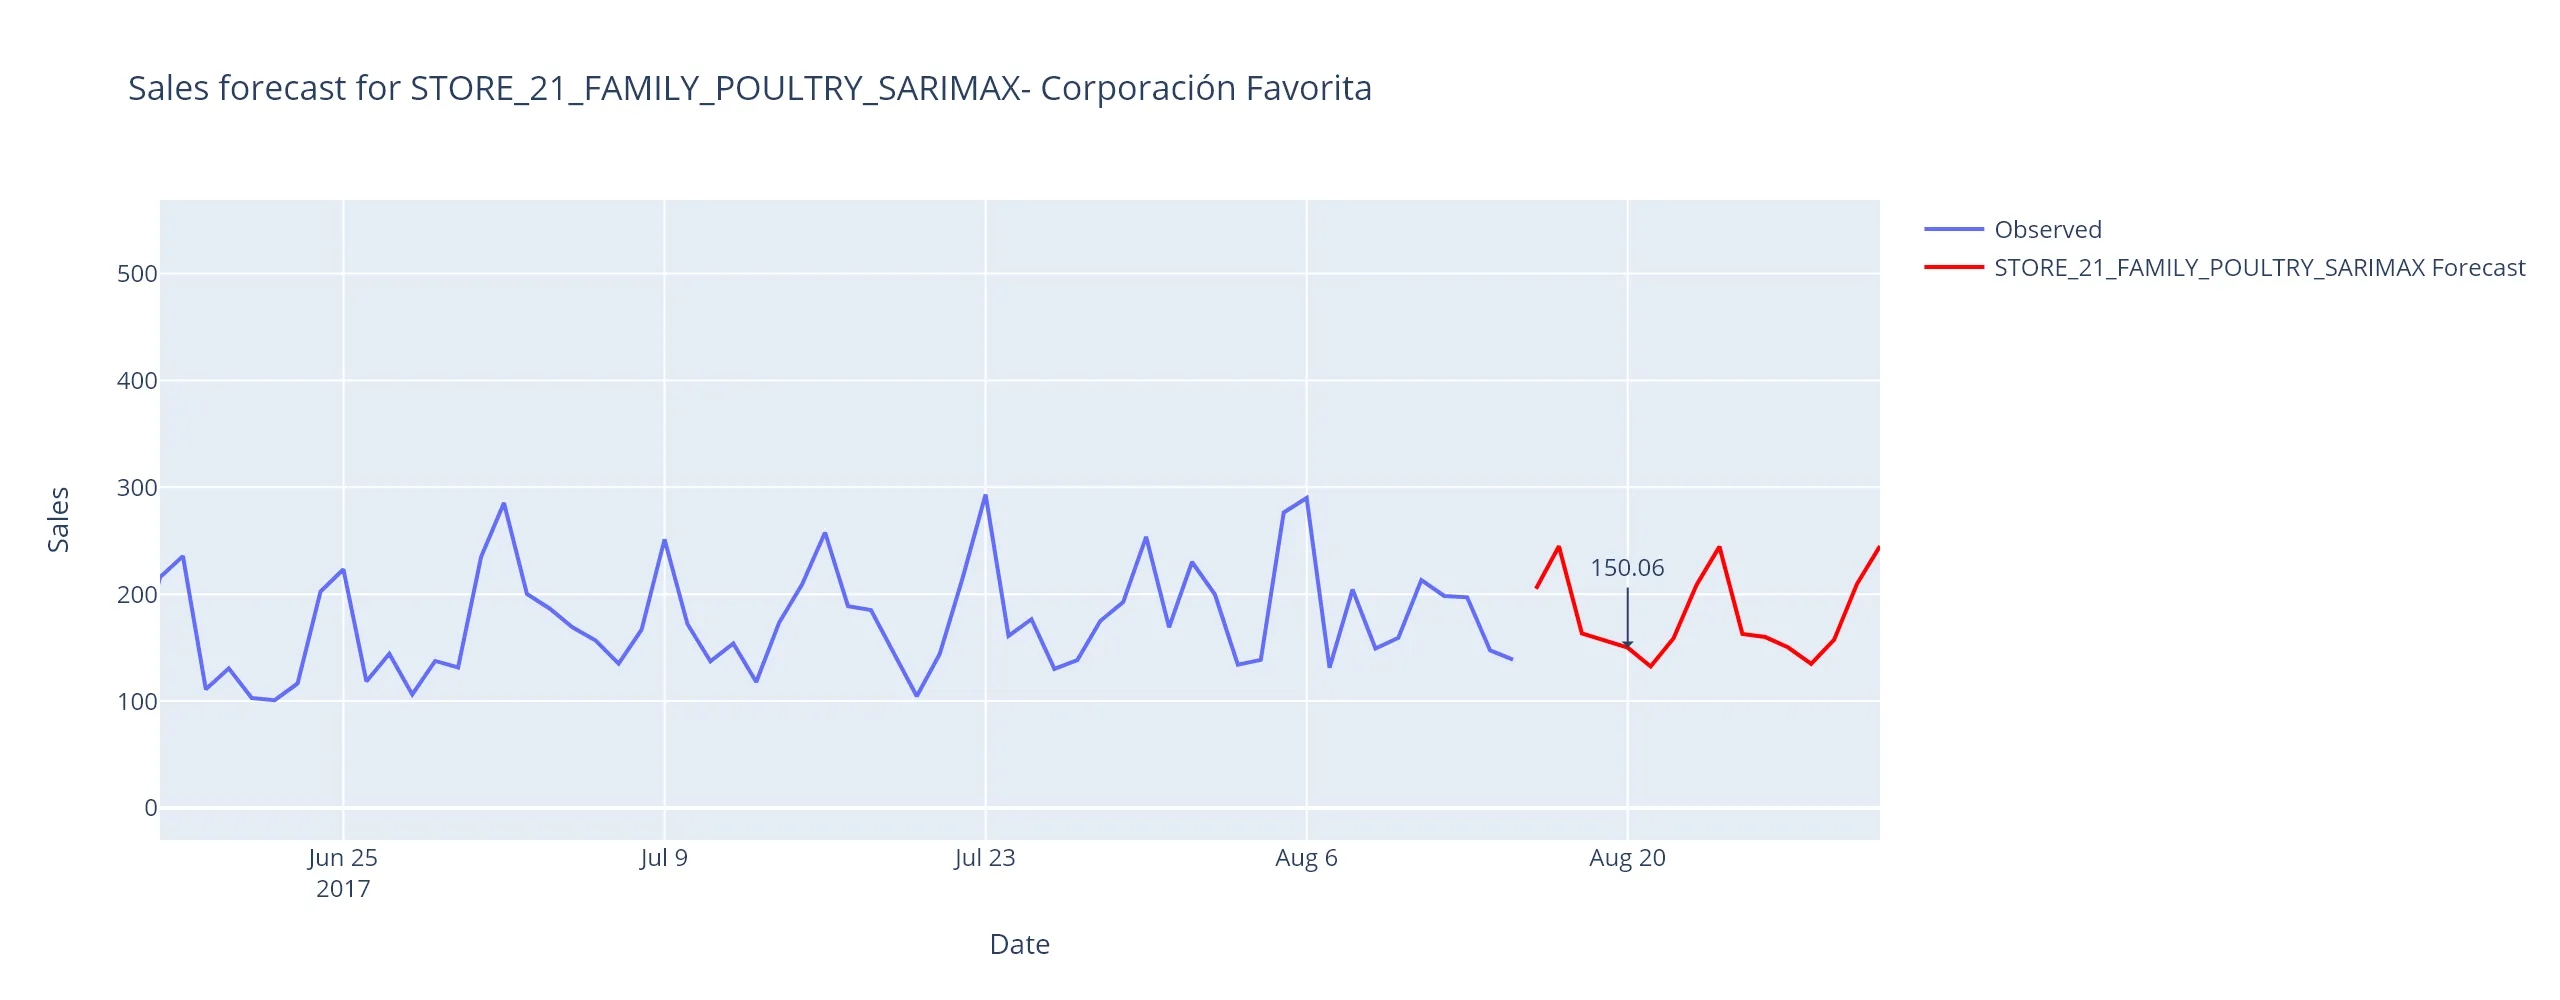 Sales forecast for STORE_21_FAMILY_POULTRY_SARIMAX- Corporación Favorita
Observed
STORE_21_FAMILY_POULTRY_SARIMAX Forecast
500
400
300
200
100
0
Sales
150.06
Jun 25
2017
Jul 9
Jul 23
Aug 6
Aug 20
Date